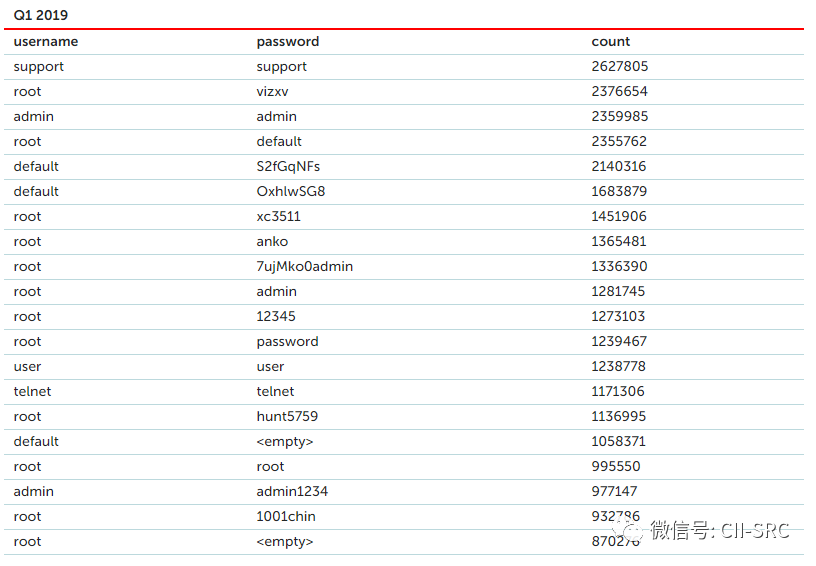 Q1 2019
username password count
support support 2627805
root vizxv 2376654
admin admin 2359985
root default 2355762
default S2fGqNFs 2140316
default OxhlwSG8 1683879
root xc3511 1451906
root anko 1365481
root 7ujMko0admin 1336390
root admin 1281745
root 12345 1273103
root password 1239467
user user 1238778
telnet telnet 1171306
root hunt5759 1136995
default <empty> 1058371
root root 995550
admin admin1234 977147
root 1001chin 932786
微信号: CII-SRC
root <empty> 870276